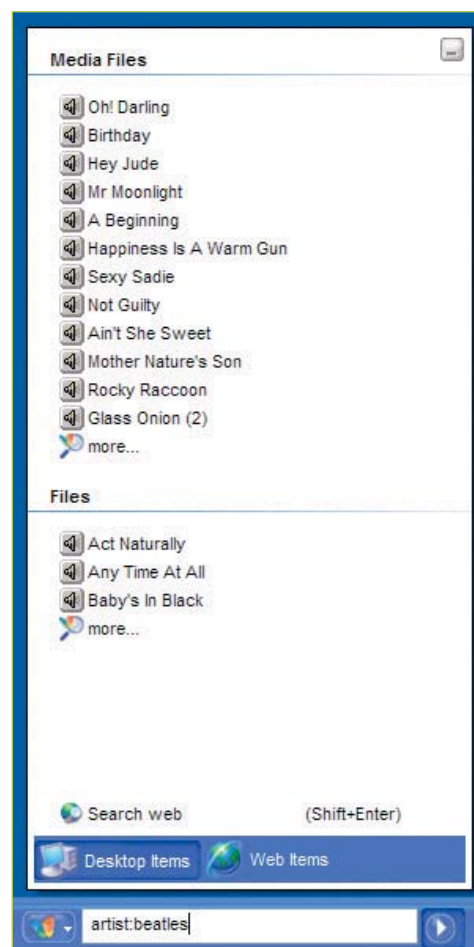 Media Files
Oh! Darling
Birthday
Hey Jude
Mr Moonlight
A Beginning
Happiness Is A Warm Gun
Sexy Sadie
Not Guilty
Ain't She Sweet
Mother Nature's Son
Rocky Raccoon
Glass Onion (2)
more...
Files
Act Naturally
Any Time At All
Baby's In Black
more...
Search web (Shift+Enter)
Desktop Items Web Items
artist:beatles